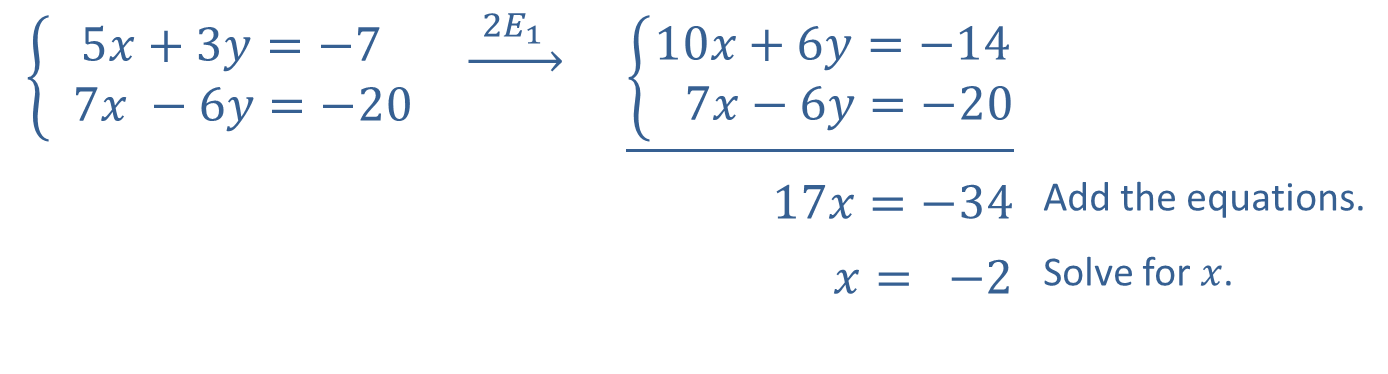 5x + 3y = −7 2E₁ 10x + 6y = −14
7x − 6y = −20 7x − 6y = −20
17x = −34 Add the equations.
x = −2 Solve for x.